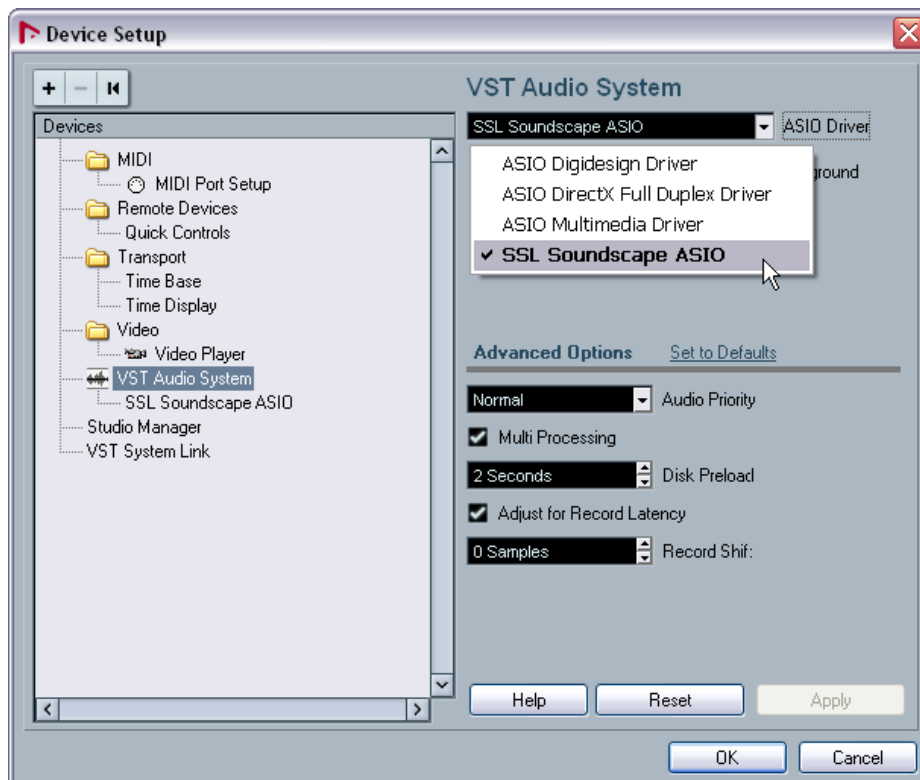 Device Setup
VST Audio System
Devices
SSL Soundscape ASIO
ASIO Driver
ASIO Digidesign Driver
ASIO DirectX Full Duplex Driver
ASIO Multimedia Driver
SSL Soundscape ASIO
ground
MIDI
MIDI Port Setup
Remote Devices
Quick Controls
Transport
Time Base
Time Display
Video
Video Player
VST Audio System
SSL Soundscape ASIO
Studio Manager
VST System Link
Advanced Options Set to Defaults
Normal Audio Priority
Multi Processing
2 Seconds Disk Preload
Adjust for Record Latency
0 Samples Record Shif:
Help Reset Apply
OK Cancel